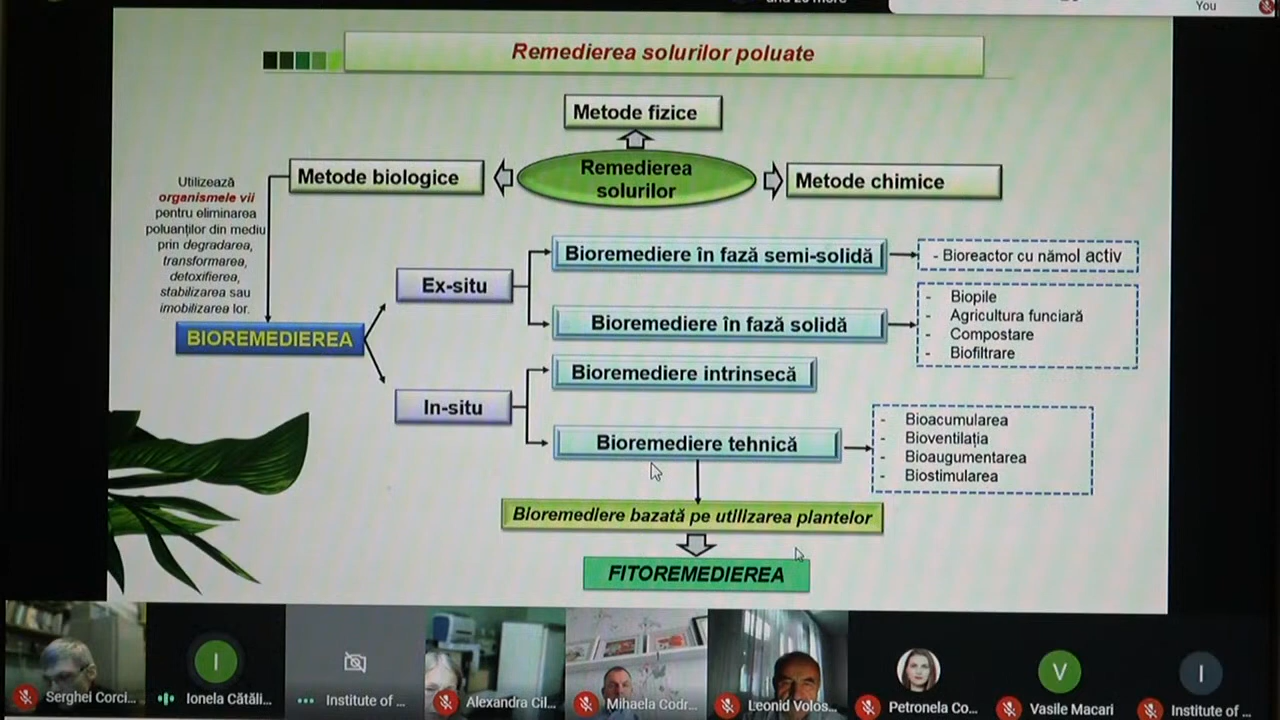 You
Remedierea solurilor poluate
Metode fizice
Remedierea
solurilor
Metode biologice
Metode chimice
Utilizează
organismele vii
pentru eliminarea
poluanților din mediu
prin degradarea,
transformarea,
detoxifierea,
stabilizarea sau
imobilizarea lor.
BIOREMEDIEREA
Ex-situ
In-situ
Bioremediere în fază semi-solidă
- Bioreactor cu nămol activ
Bioremediere în fază solidă
- Biopile
- Agricultura funciară
- Compostare
- Biofiltrare
Bioremediere intrinsecă
Bioremediere tehnică
- Bioacumularea
- Bioventilația
- Bioaugumentarea
- Biostimularea
Bioremediere bazată pe utilizarea plantelor
FITOREMEDIEREA
Serghei Corci...
I
Ionela Cătăli...
Institute of ...
Alexandra Cil...
Mihaela Codr...
Leonid Volos...
Petronela Co...
V
Vasile Macari
I
Institute of ...